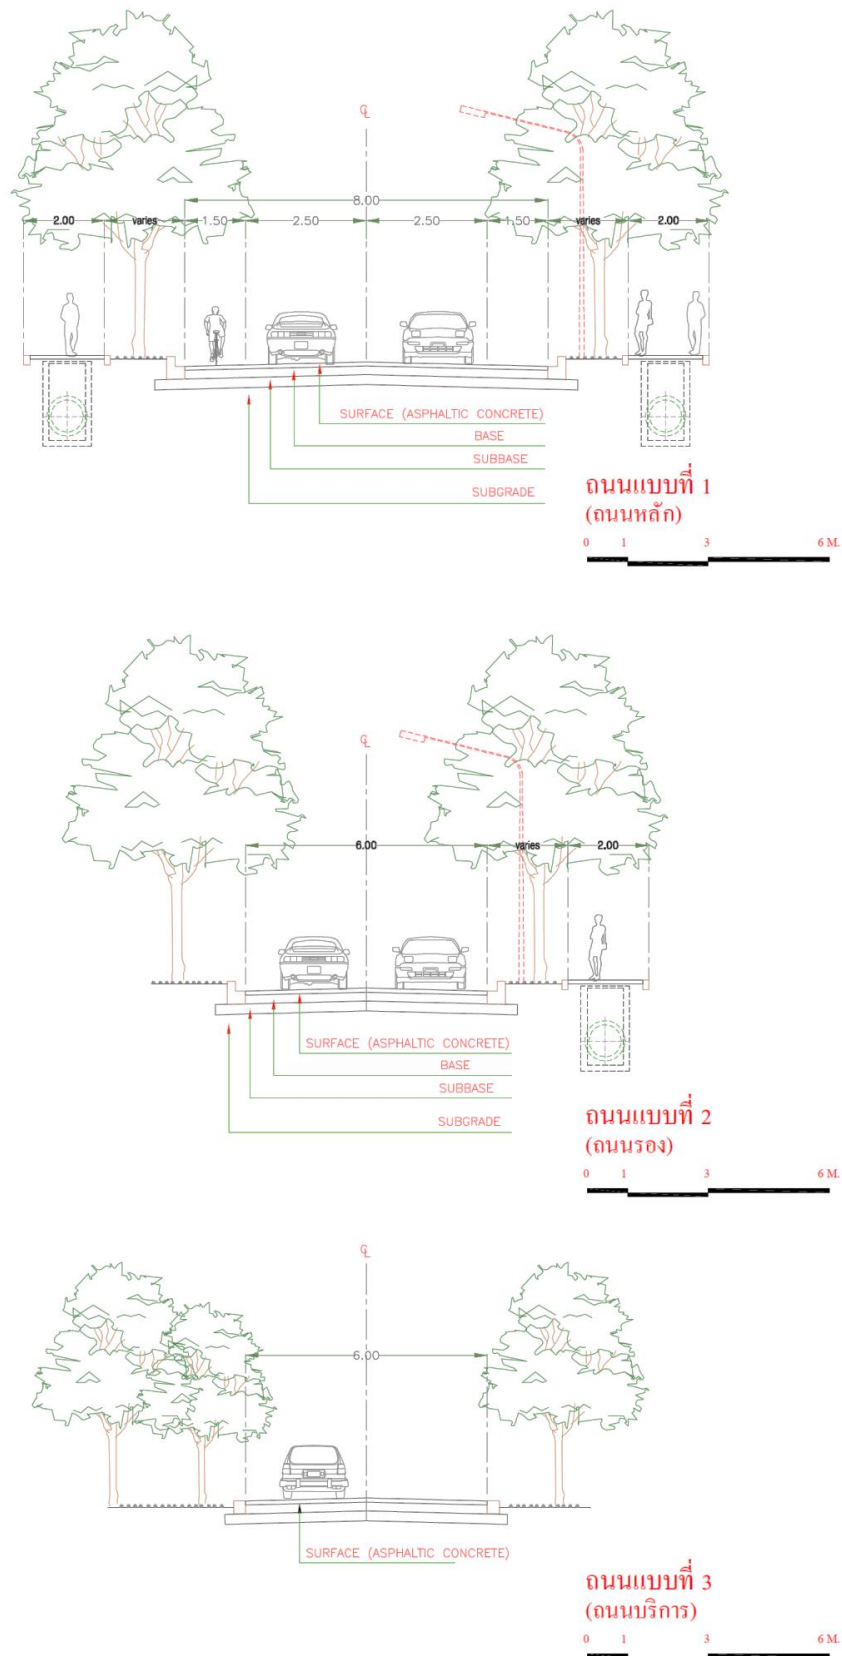 ℄
8.00
2.00 varies 1.50 2.50 2.50 1.50 varies 2.00
SURFACE (ASPHALTIC CONCRETE)
BASE
SUBBASE
SUBGRADE
ถนนแบบที่ 1
(ถนนหลัก)
0 1 3 6 M.
℄
6.00 varies 2.00
SURFACE (ASPHALTIC CONCRETE)
BASE
SUBBASE
SUBGRADE
ถนนแบบที่ 2
(ถนนรอง)
0 1 3 6 M.
℄
6.00
SURFACE (ASPHALTIC CONCRETE)
ถนนแบบที่ 3
(ถนนบริการ)
0 1 3 6 M.